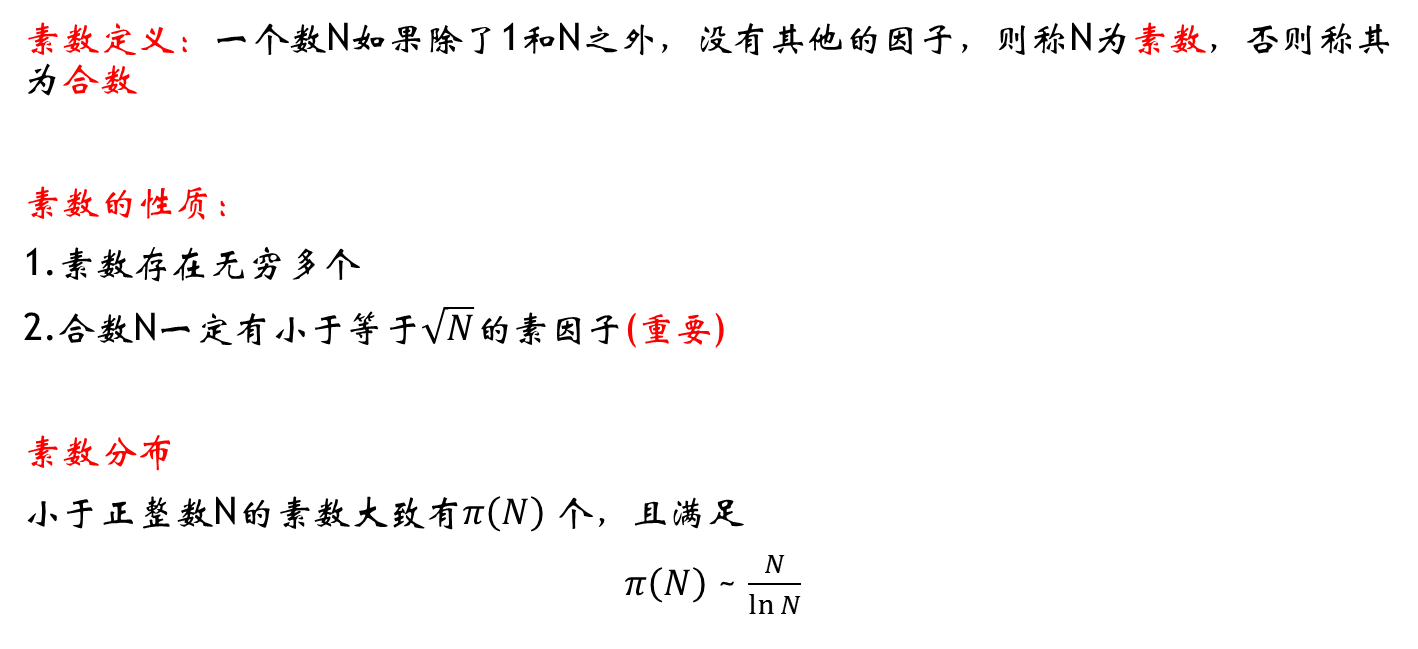 素数定义：一个数N如果除了1和N之外，没有其他的因子，则称N为素数，否则称其
为合数
素数的性质：
1.素数存在无穷多个
2.合数N一定有小于等于√N的素因子(重要)
素数分布
小于正整数N的素数大致有π(N) 个，且满足
π(N) ~ N/ln N